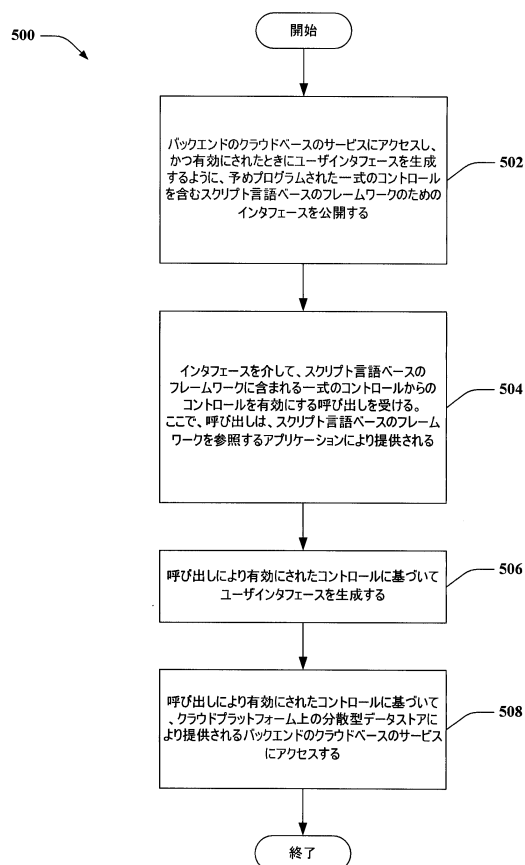 500
開始
バックエンドのクラウドベースのサービスにアクセスし、
かつ有効にされたときにユーザインタフェースを生成
するように、予めプログラムされた一式のコントロール
を含むスクリプト言語ベースのフレームワークのための
インタフェースを公開する
502
インタフェースを介して、スクリプト言語ベースの
フレームワークに含まれる一式のコントロールからの
コントロールを有効にする呼び出しを受ける。
ここで、呼び出しは、スクリプト言語ベースのフレーム
ワークを参照するアプリケーションにより提供される
504
呼び出しにより有効にされたコントロールに基づいて
ユーザインタフェースを生成する
506
呼び出しにより有効にされたコントロールに基づいて
、クラウドプラットフォーム上の分散型データストアに
より提供されるバックエンドのクラウドベースのサービス
にアクセスする
508
終了